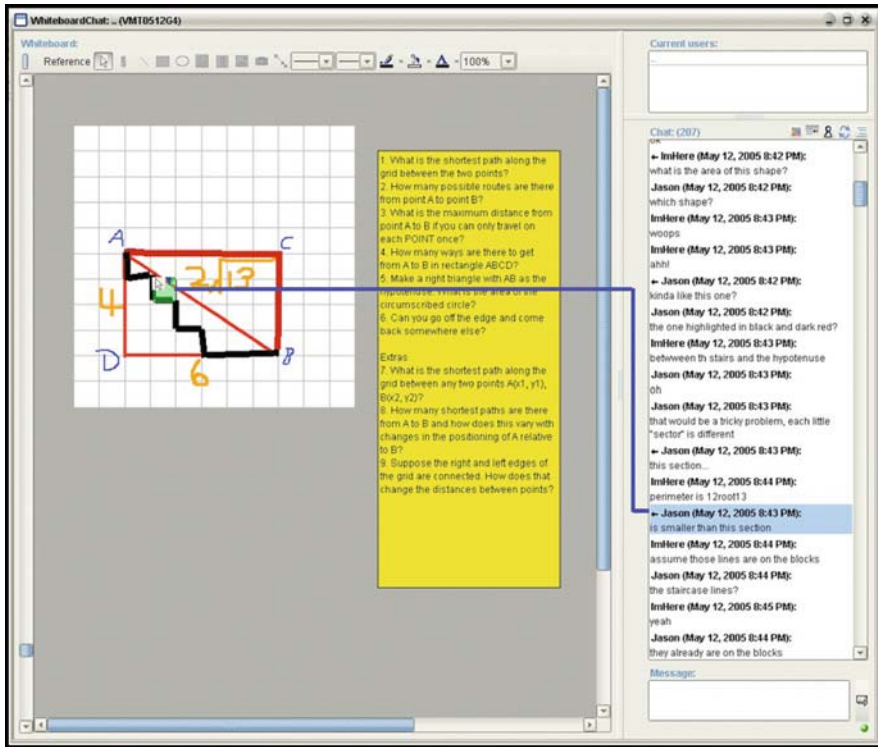 WhiteboardChat: .. (VMT0512G4)
Whiteboard:
Reference
100%
A
C
2√13
4
D
6
B
1. What is the shortest path along the
grid between the two points?
2. How many possible routes are there
from point A to point B?
3. What is the maximum distance from
point A to B if you can only travel on
each POINT once?
4. How many ways are there to get
from A to B in rectangle ABCD?
5. Make a right triangle with AB as the
hypotenuse. What is the area of the
circumscribed circle?
6. Can you go off the edge and come
back somewhere else?
Extras
7. What is the shortest path along the
grid between any two points A(x1, y1),
B(x2, y2)?
8. How many shortest paths are there
from A to B and how does this vary with
changes in the positioning of A relative
to B?
9. Suppose the right and left edges of
the grid are connected. How does that
change the distances between points?
Current users:
..
Chat: (207)
ok
← ImHere (May 12, 2005 8:42 PM):
what is the area of this shape?
Jason (May 12, 2005 8:42 PM):
which shape?
ImHere (May 12, 2005 8:43 PM):
woops
ImHere (May 12, 2005 8:43 PM):
ahh!
← Jason (May 12, 2005 8:42 PM):
kinda like this one?
Jason (May 12, 2005 8:42 PM):
the one highlighted in black and dark red?
ImHere (May 12, 2005 8:43 PM):
betwween th stairs and the hypotenuse
Jason (May 12, 2005 8:43 PM):
oh
Jason (May 12, 2005 8:43 PM):
that would be a tricky problem, each little
"sector" is different
← Jason (May 12, 2005 8:43 PM):
this section...
ImHere (May 12, 2005 8:44 PM):
perimeter is 12root13
← Jason (May 12, 2005 8:43 PM):
is smaller than this section
ImHere (May 12, 2005 8:44 PM):
assume those lines are on the blocks
Jason (May 12, 2005 8:44 PM):
the staircase lines?
ImHere (May 12, 2005 8:45 PM):
yeah
Jason (May 12, 2005 8:44 PM):
they already are on the blocks
Message: